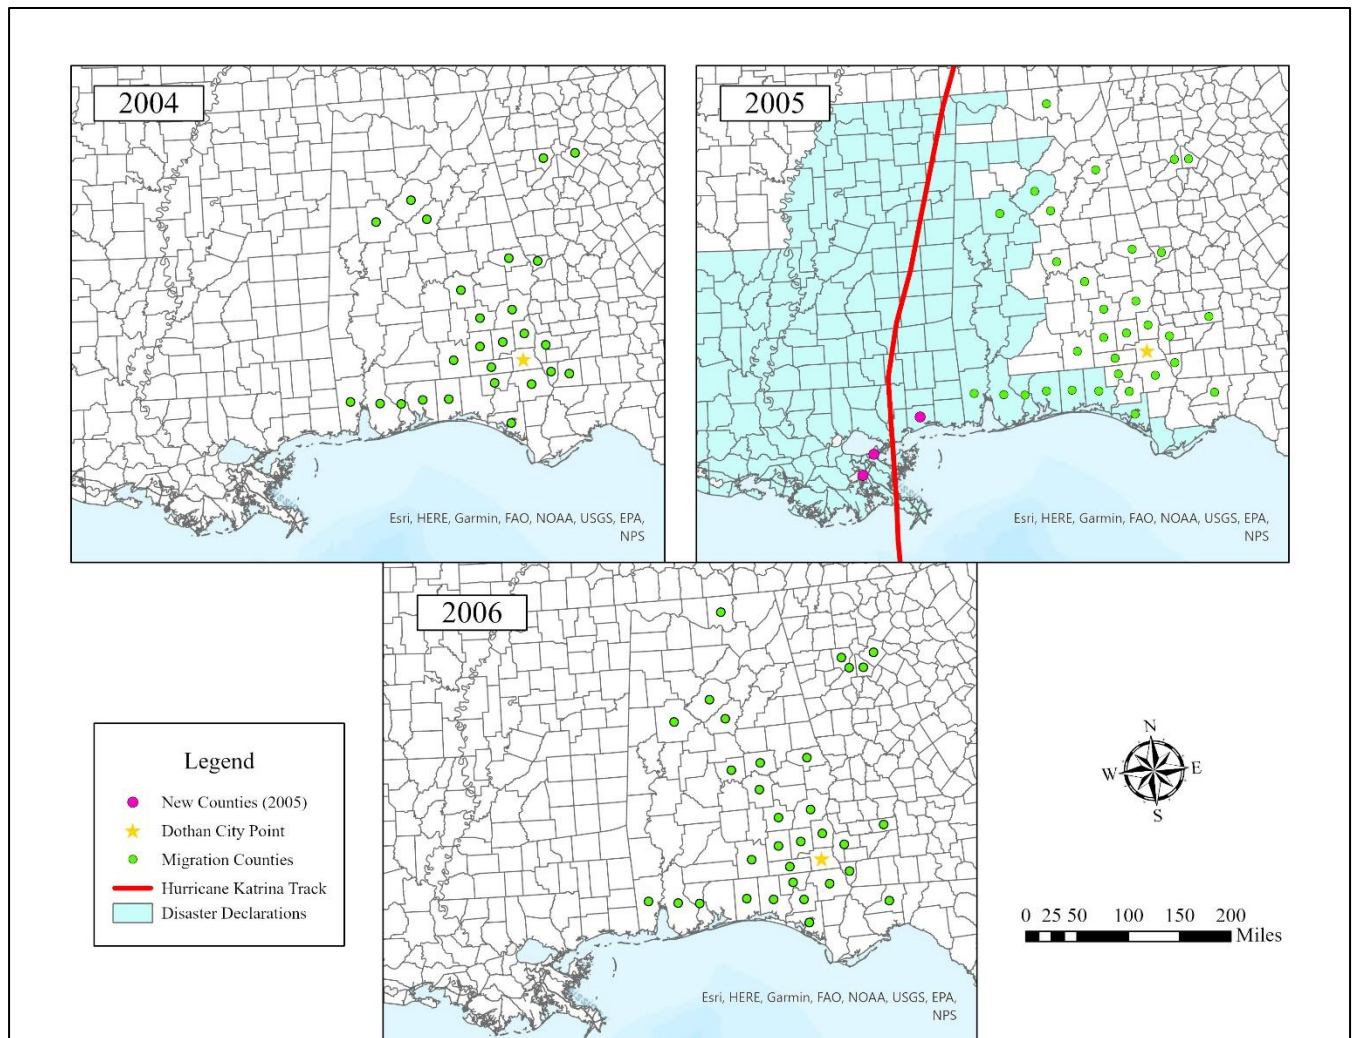 2004
Esri, HERE, Garmin, FAO, NOAA, USGS, EPA,
NPS
2005
Esri, HERE, Garmin, FAO, NOAA, USGS, EPA,
NPS
2006
Esri, HERE, Garmin, FAO, NOAA, USGS, EPA,
NPS
Legend
New Counties (2005)
Dothan City Point
Migration Counties
Hurricane Katrina Track
Disaster Declarations
N
W E
S
0 25 50 100 150 200
Miles